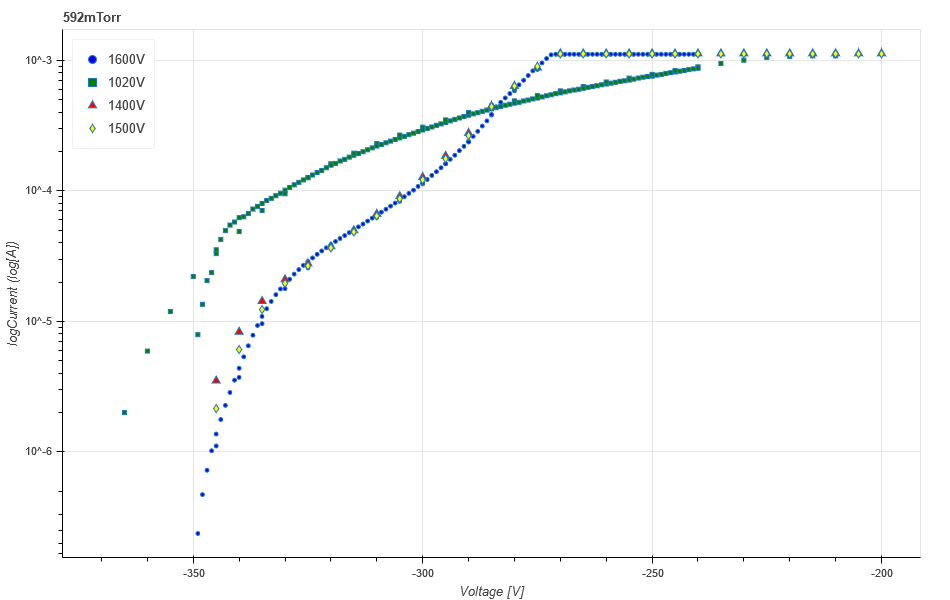 592mTorr
1600V
1020V
1400V
1500V
10^-3
10^-4
10^-5
10^-6
logCurrent (log[A])
-350
-300
-250
-200
Voltage [V]